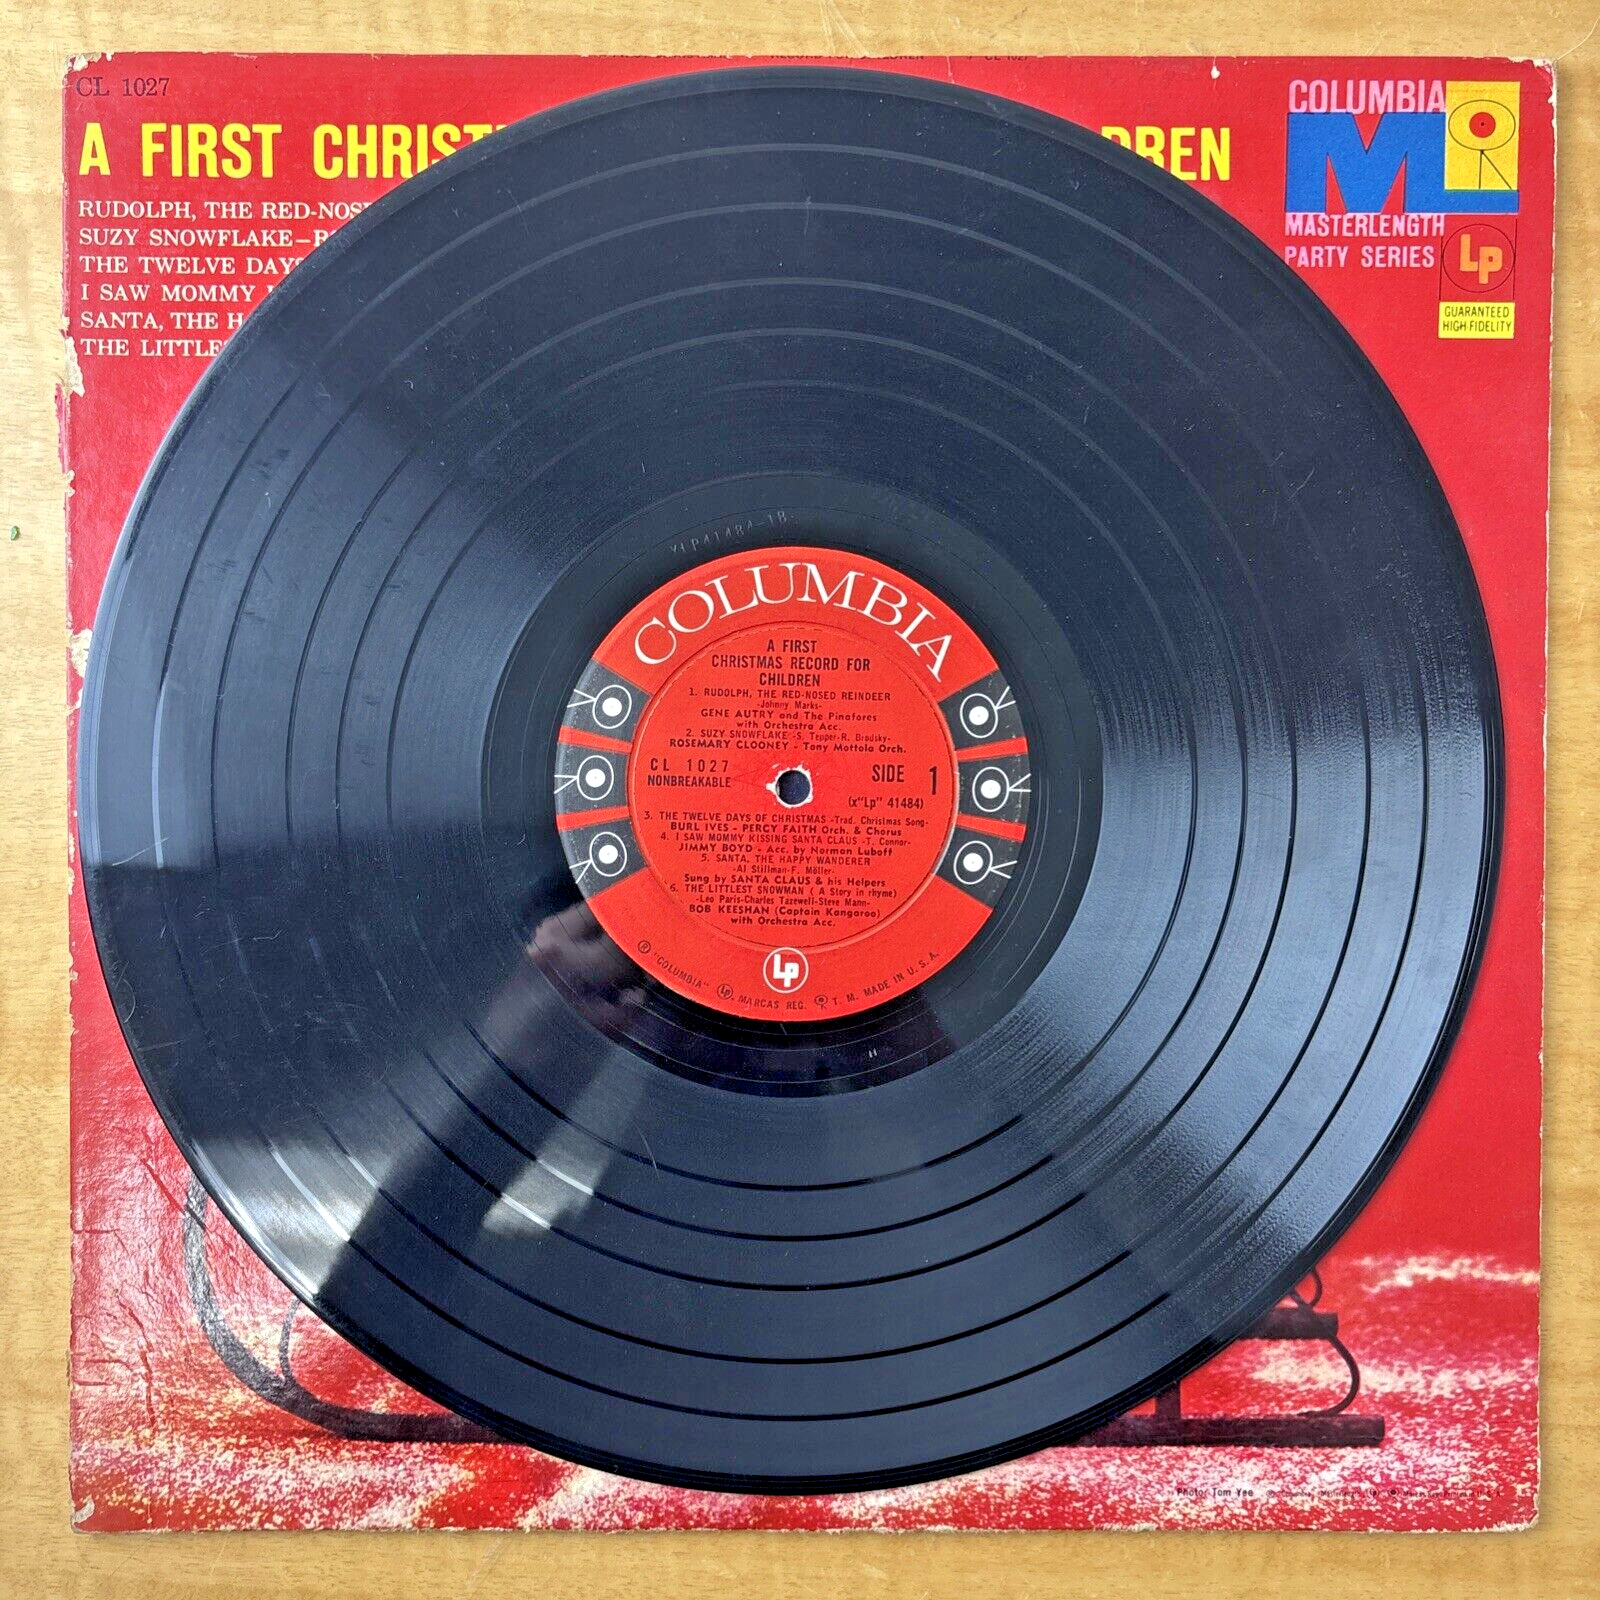 CL 1027
A FIRST CHRIST DREN
RUDOLPH, THE RED-NOS
SUZY SNOWFLAKE—R
THE TWELVE DAYS
I SAW MOMMY
SANTA, THE H
THE LITTLE
COLUMBIA
ML
MASTERLENGTH
PARTY SERIES
Lp
GUARANTEED
HIGH FIDELITY
XLP41484-1B
COLUMBIA
A FIRST
CHRISTMAS RECORD FOR
CHILDREN
1. RUDOLPH, THE RED-NOSED REINDEER
-Johnny Marks-
GENE AUTRY and The Pinafores
with Orchestra Acc.
2. SUZY SNOWFLAKE -S. Tepper-R. Brodsky-
ROSEMARY CLOONEY - Tony Mottola Orch.
CL 1027
NONBREAKABLE
SIDE 1
(x"Lp" 41484)
3. THE TWELVE DAYS OF CHRISTMAS -Trad. Christmas Song-
BURL IVES - PERCY FAITH Orch. & Chorus
4. I SAW MOMMY KISSING SANTA CLAUS -T. Connor-
JIMMY BOYD - Acc. by Norman Luboff
5. SANTA, THE HAPPY WANDERER
-Al Stillman-F. Möller-
Sung by SANTA CLAUS & his Helpers
6. THE LITTLEST SNOWMAN (A Story in rhyme)
-Leo Paris-Charles Tazewell-Steve Mann-
BOB KEESHAN (Captain Kangaroo)
with Orchestra Acc.
Lp
® "COLUMBIA" Lp MARCAS REG. T. M. MADE IN U. S. A.
Photo: Tom Yee